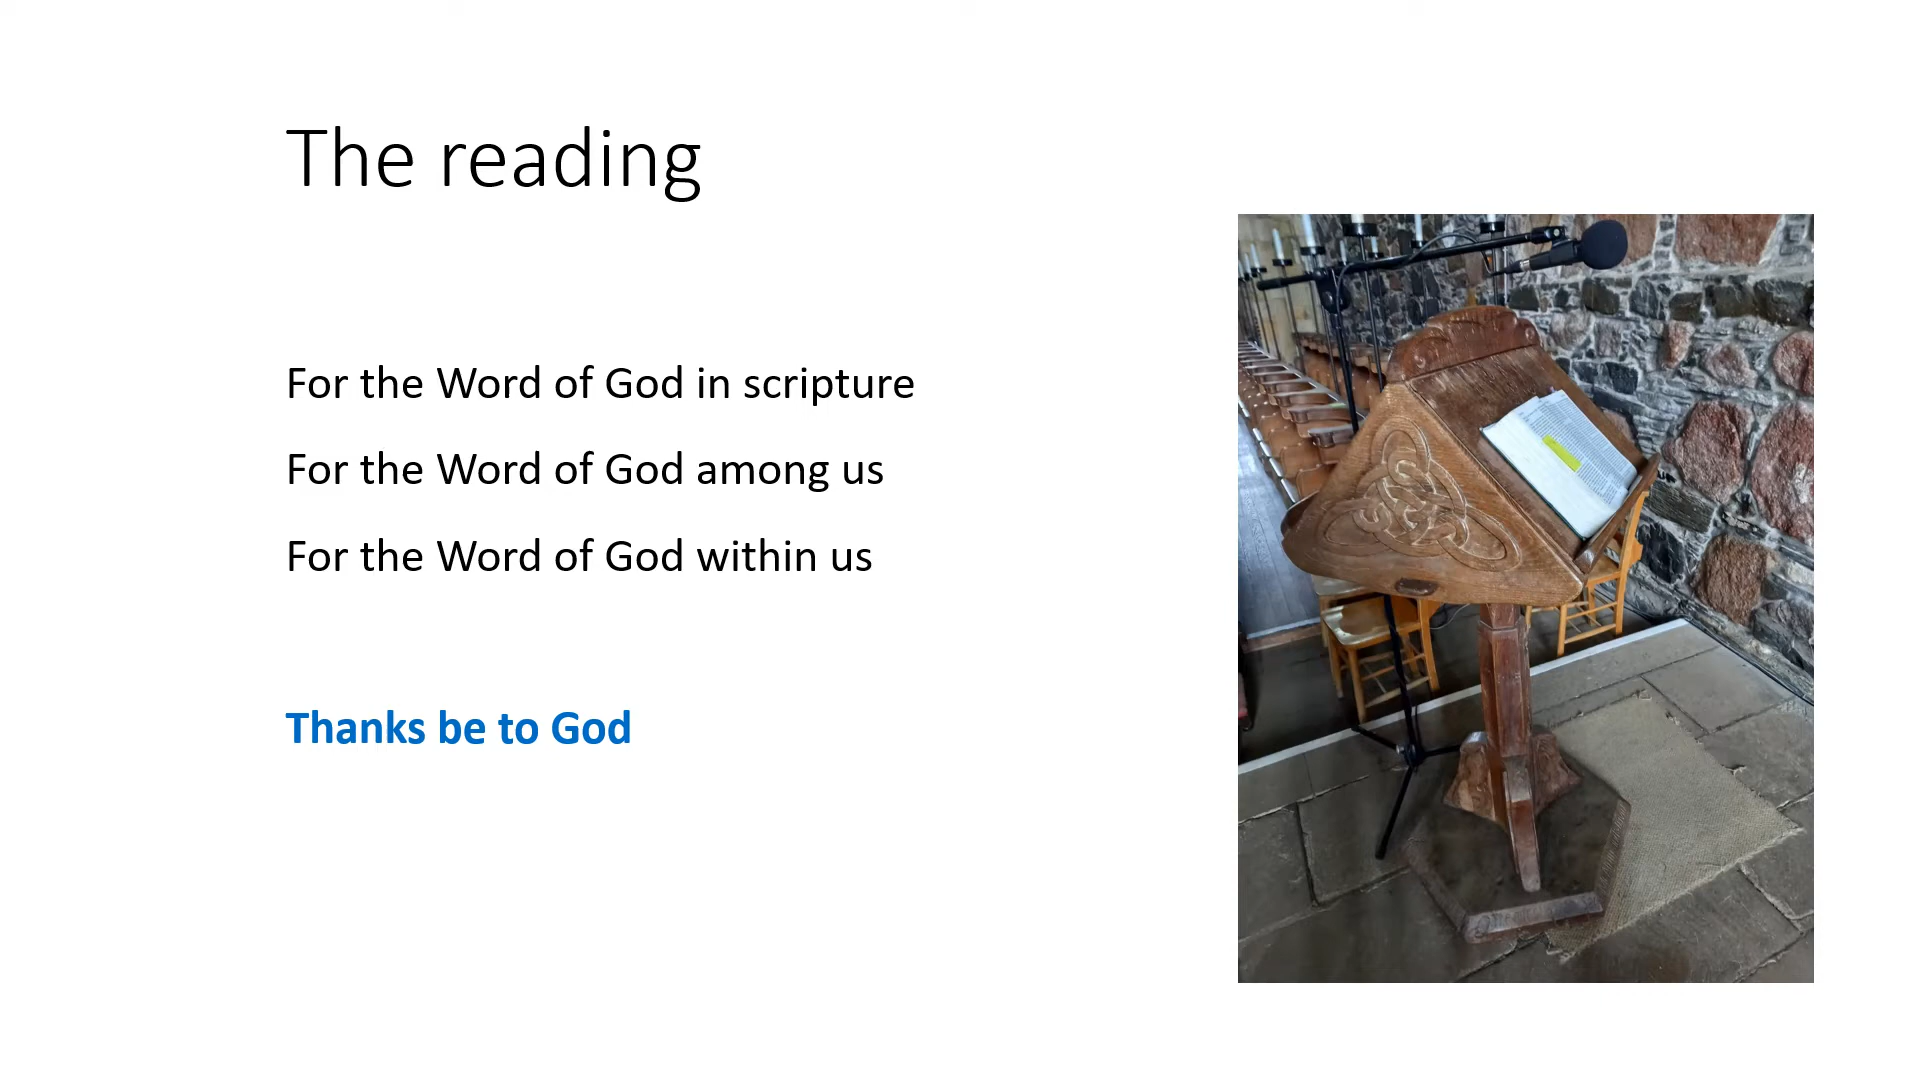 The reading
For the Word of God in scripture
For the Word of God among us
For the Word of God within us
Thanks be to God